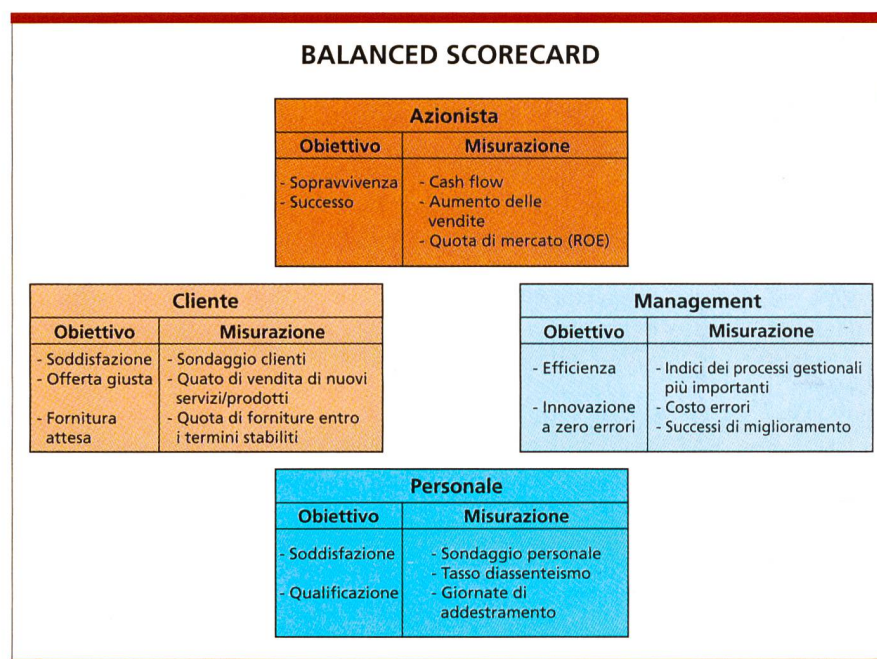 BALANCED SCORECARD
Azionista
Obiettivo Misurazione
- Sopravvivenza - Cash flow
- Successo - Aumento delle
vendite
- Quota di mercato (ROE)
Cliente
Obiettivo Misurazione
- Soddisfazione - Sondaggio clienti
- Offerta giusta - Quato di vendita di nuovi
servizi/prodotti
- Fornitura - Quota di forniture entro
attesa i termini stabiliti
Management
Obiettivo Misurazione
- Efficienza - Indici dei processi gestionali
più importanti
- Innovazione - Costo errori
a zero errori - Successi di miglioramento
Personale
Obiettivo Misurazione
- Soddisfazione - Sondaggio personale
- Tasso diassenteismo
- Qualificazione - Giornate di
addestramento